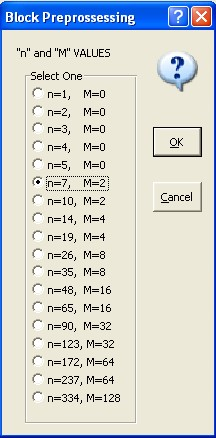 Block Preprossessing
"n" and "M" VALUES
Select One
n=1, M=0
n=2, M=0
n=3, M=0
n=4, M=0
n=5, M=0
n=7, M=2
n=10, M=2
n=14, M=4
n=19, M=4
n=26, M=8
n=35, M=8
n=48, M=16
n=65, M=16
n=90, M=32
n=123, M=32
n=172, M=64
n=237, M=64
n=334, M=128
OK
Cancel